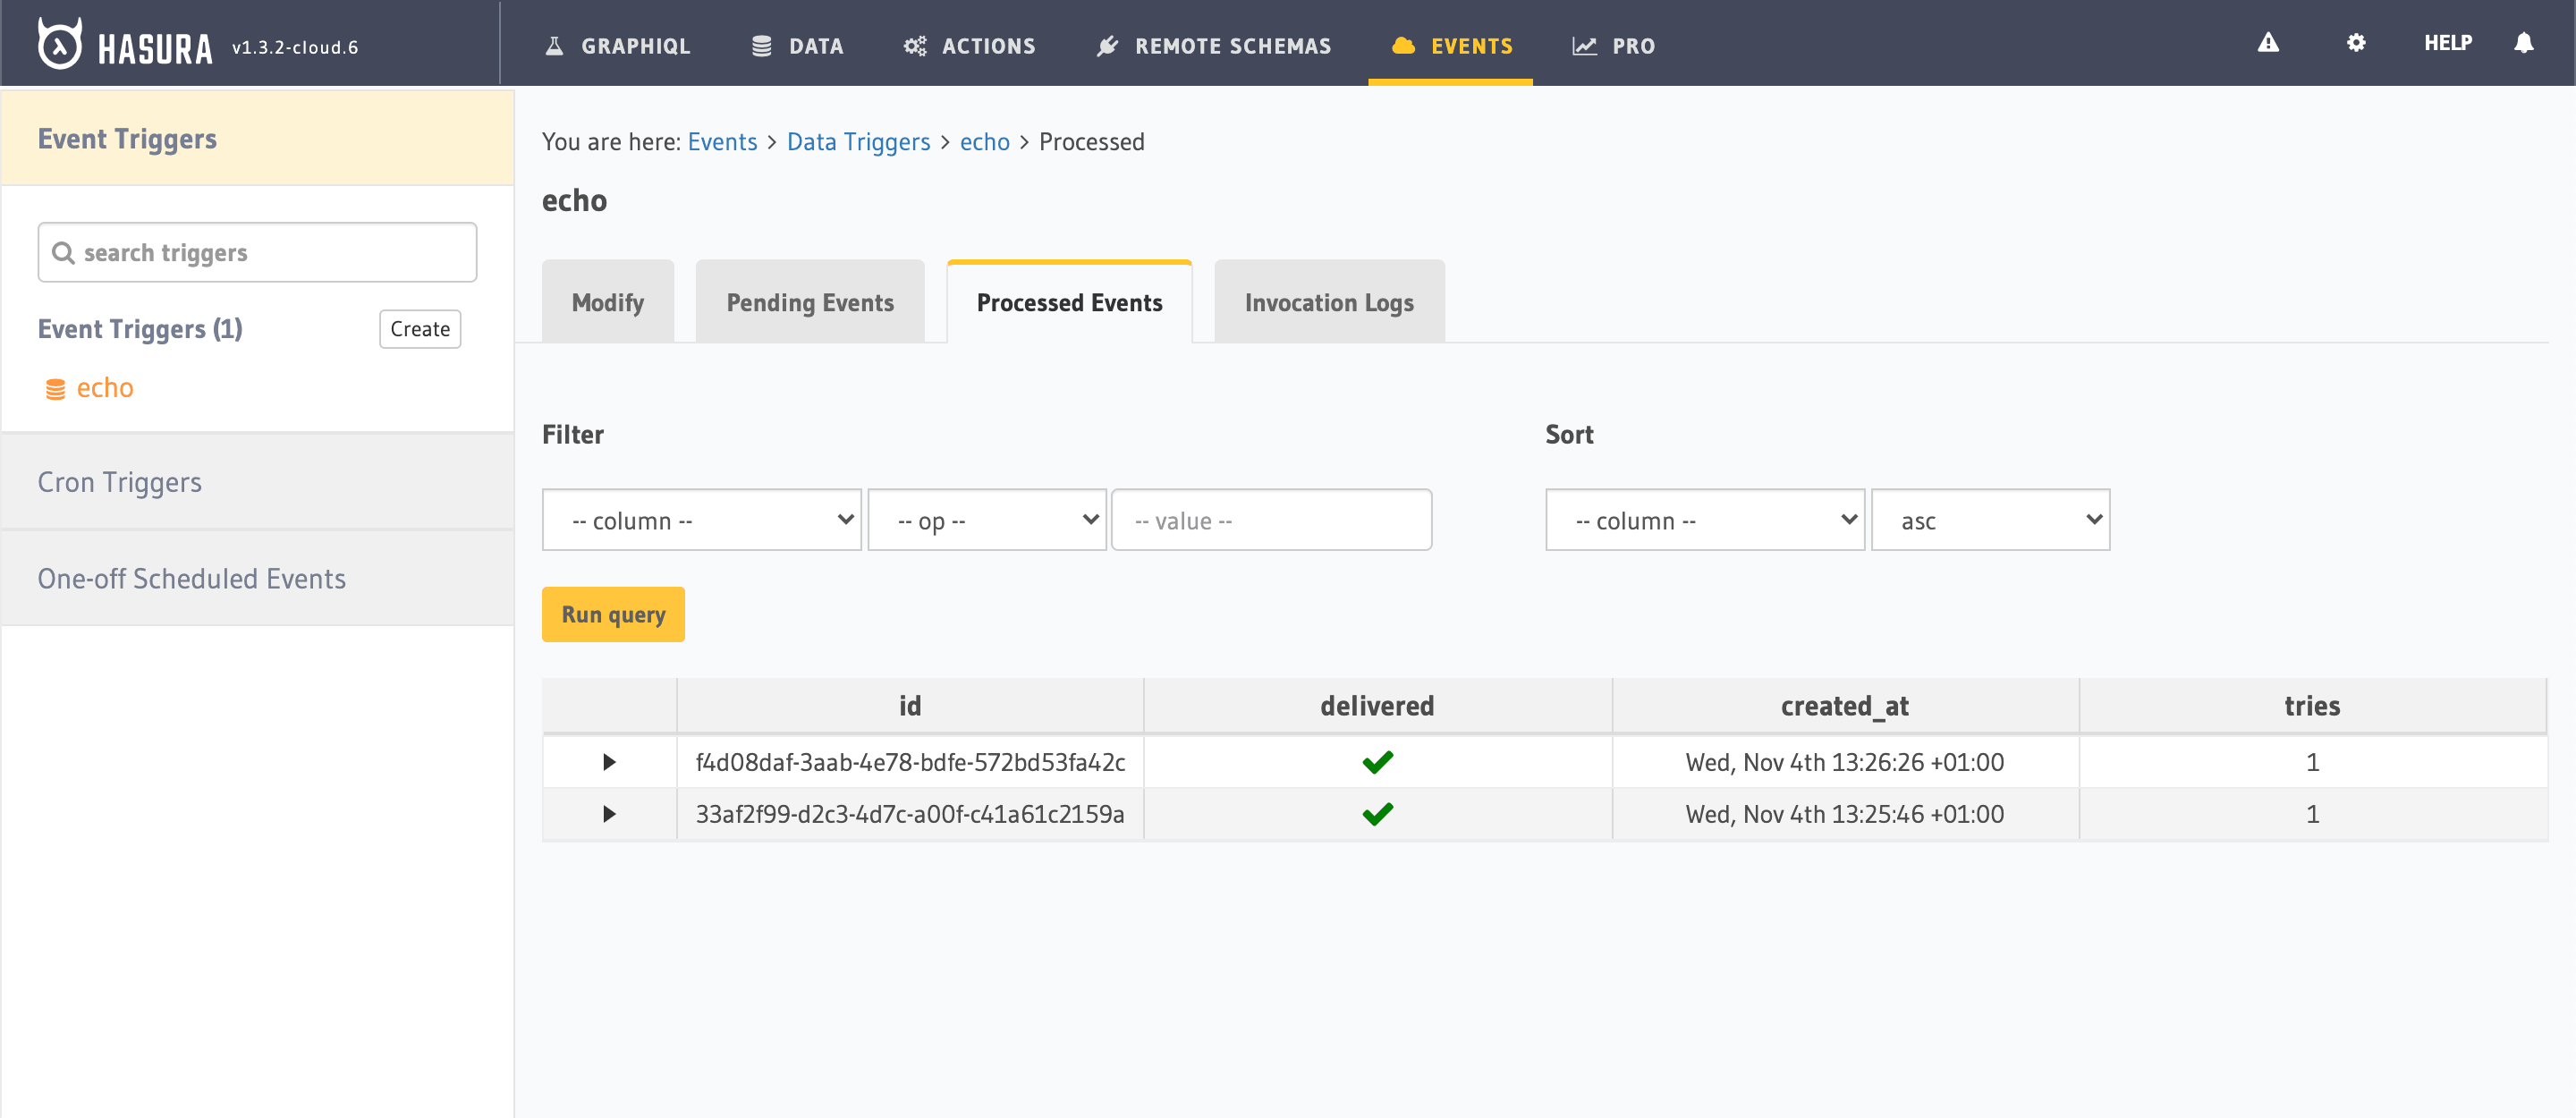 HASURA v1.3.2-cloud.6 GRAPHIQL DATA ACTIONS REMOTE SCHEMAS EVENTS PRO HELP
Event Triggers
search triggers
Event Triggers (1) Create
echo
Cron Triggers
One-off Scheduled Events
You are here: Events > Data Triggers > echo > Processed
echo
Modify Pending Events Processed Events Invocation Logs
Filter Sort
-- column -- -- op -- -- value -- -- column -- asc
Run query
id delivered created_at tries
f4d08daf-3aab-4e78-bdfe-572bd53fa42c Wed, Nov 4th 13:26:26 +01:00 1
33af2f99-d2c3-4d7c-a00f-c41a61c2159a Wed, Nov 4th 13:25:46 +01:00 1